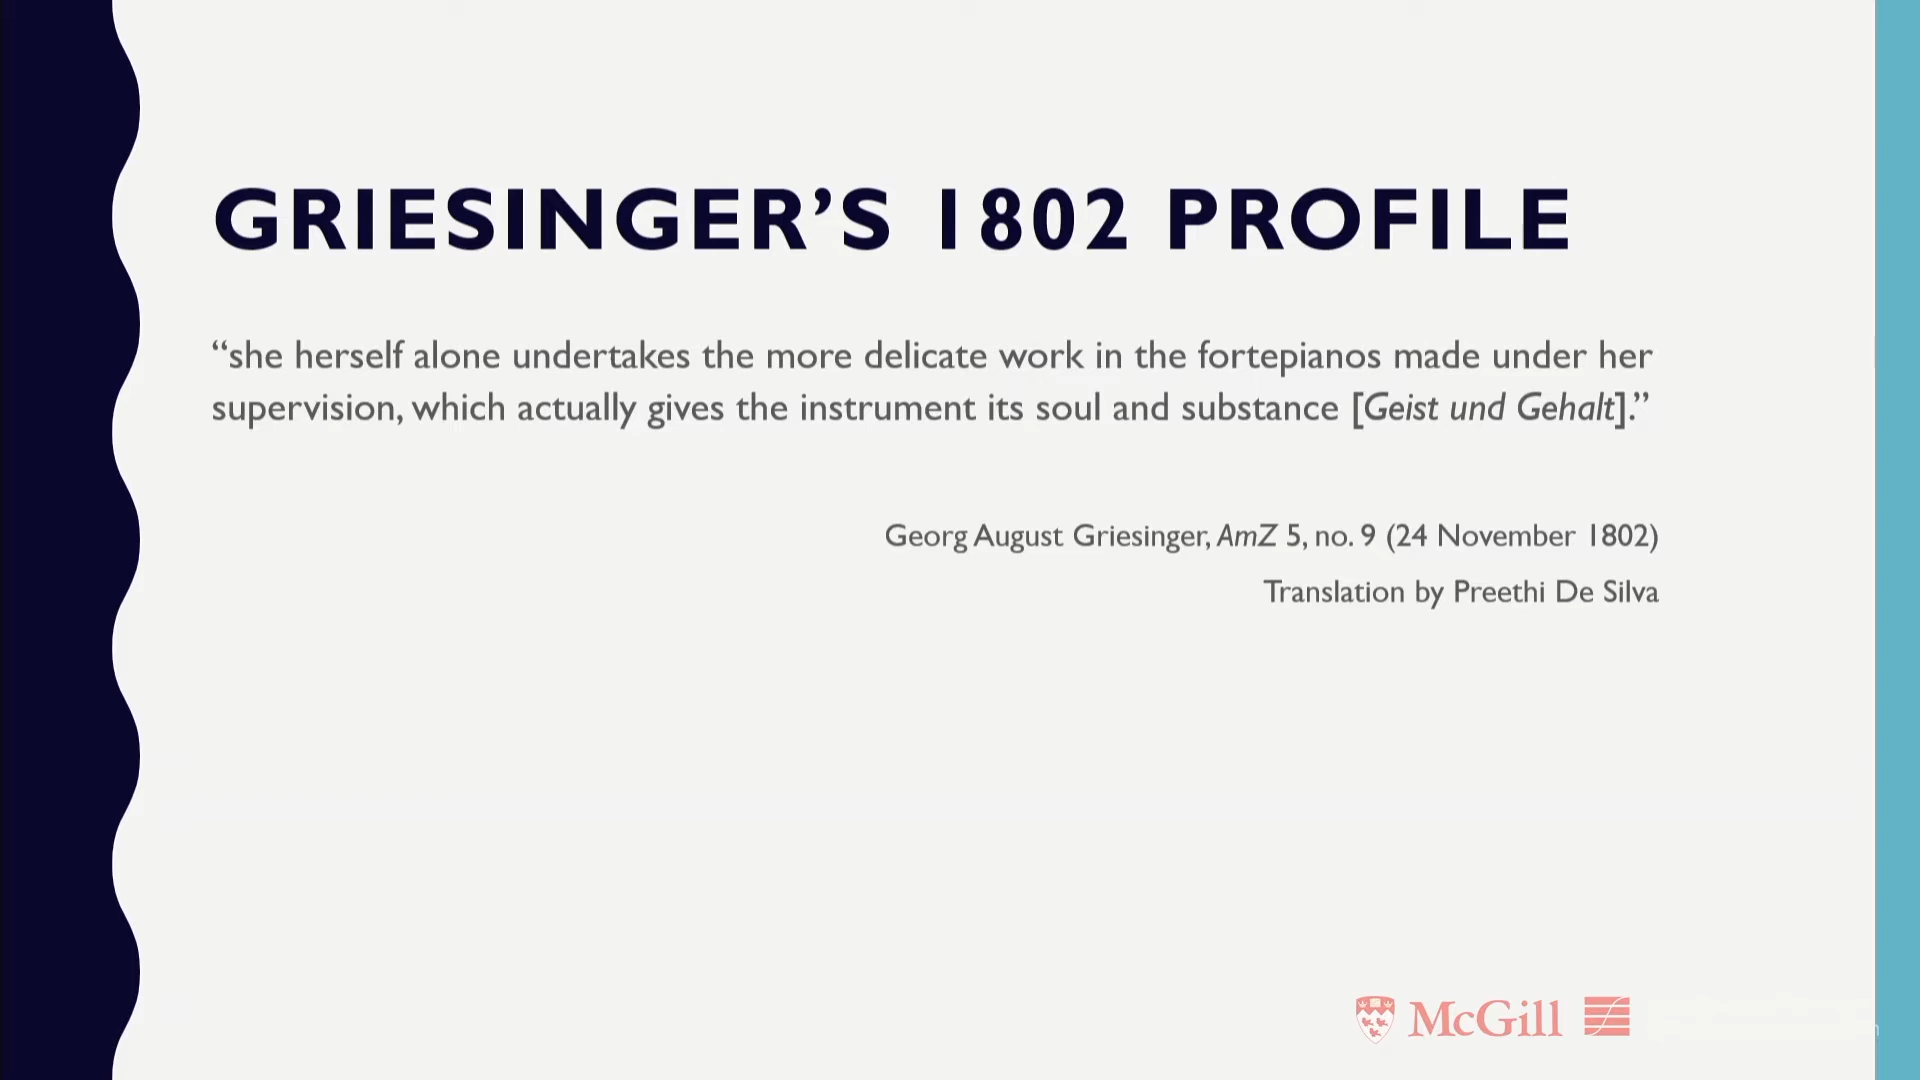 GRIESINGER’S 1802 PROFILE
“she herself alone undertakes the more delicate work in the fortepianos made under her
supervision, which actually gives the instrument its soul and substance [Geist und Gehalt].”
Georg August Griesinger, AmZ 5, no. 9 (24 November 1802)
Translation by Preethi De Silva
McGill